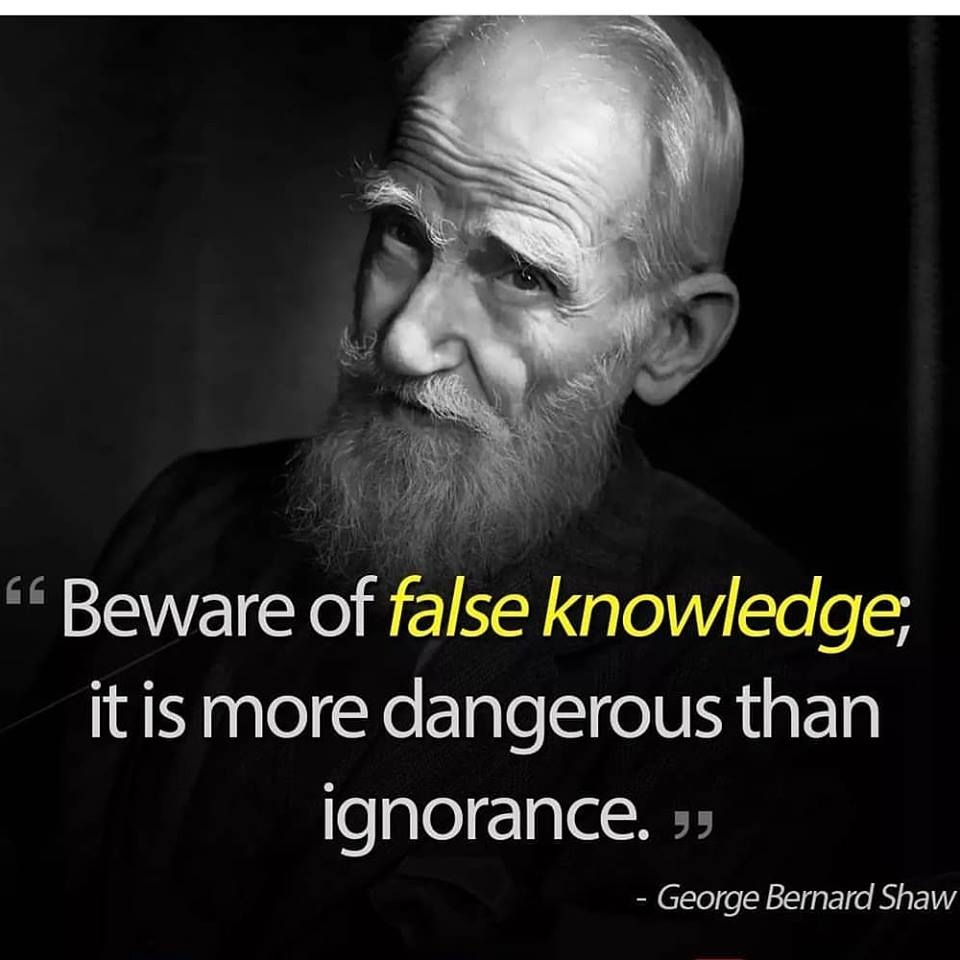 “ Beware of false knowledge;
it is more dangerous than
ignorance. ”
- George Bernard Shaw